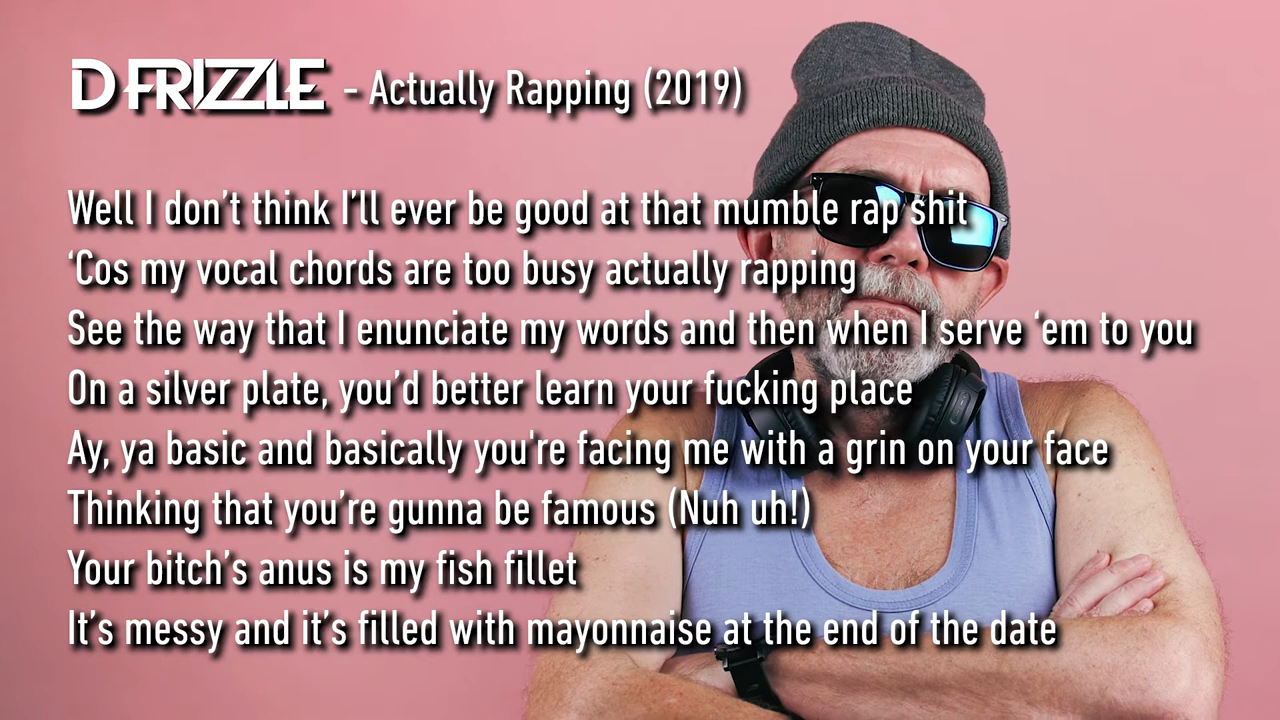 D FRIZZLE – Actually Rapping (2019)
Well I don’t think I’ll ever be good at that mumble rap shit
‘Cos my vocal chords are too busy actually rapping
See the way that I enunciate my words and then when I serve ‘em to you
On a silver plate, you’d better learn your fucking place
Ay, ya basic and basically you're facing me with a grin on your face
Thinking that you’re gunna be famous (Nuh uh!)
Your bitch’s anus is my fish fillet
It’s messy and it’s filled with mayonnaise at the end of the date